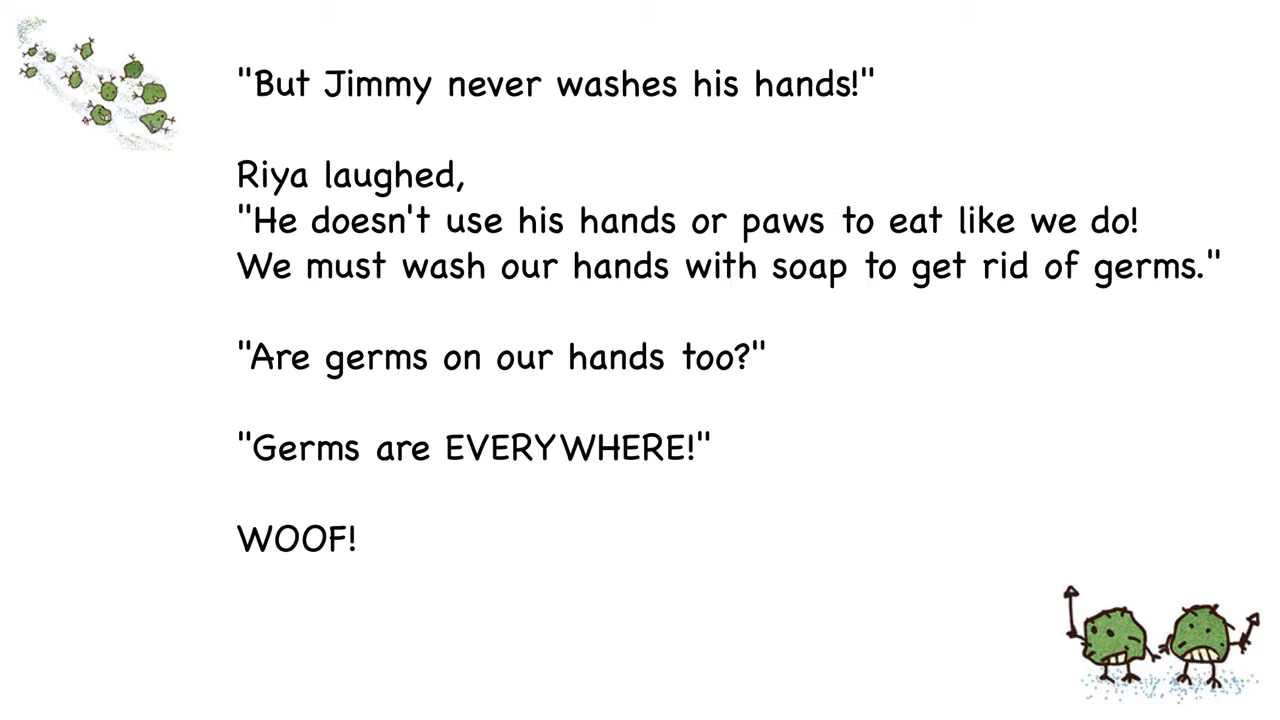 "But Jimmy never washes his hands!"
Riya laughed,
"He doesn't use his hands or paws to eat like we do!
We must wash our hands with soap to get rid of germs."
"Are germs on our hands too?"
"Germs are EVERYWHERE!"
WOOF!